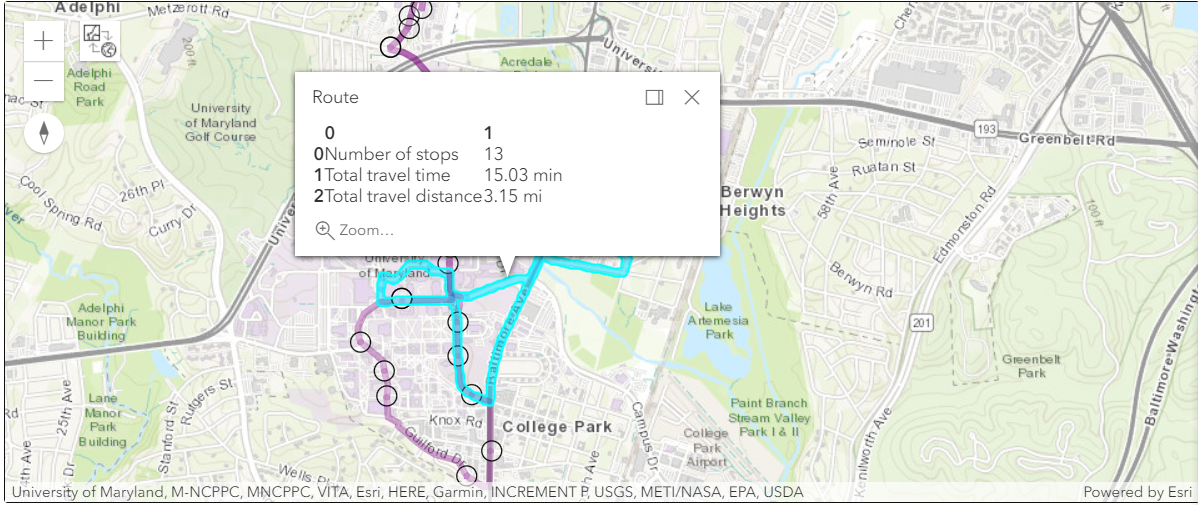 Adelphi
Metzerott Rd
200 ft
Adelphi
Road
Park
University
of Maryland
Golf Course
Acredale
26th Pl
Cool Spring Rd
Curry Dr
Route
0 1
0 Number of stops 13
1 Total travel time 15.03 min
2 Total travel distance 3.15 mi
Zoom...
193
Greenbelt Rd
Seminole St
Ruatan St
58th Ave
Edmonston Rd
100 ft
Berwyn
Heights
Berwyn Rd
201
University
of Maryland
Baltimore Ave
Lake
Artemesia
Park
Adelphi
Manor Park
Building
Greenbelt
Park
Baltimore-Washing
Lane
Manor
Park
Building
25th Ave
Rutgers St
Stanford St
Knox Rd
College Park
Guilford Dr
Campus Dr
Paint Branch
Stream Valley
Park I & II
College
Park
Airport
Kenilworth Ave
Wells
University of Maryland, M-NCPPC, MNCPPC, VITA, Esri, HERE, Garmin, INCREMENT P, USGS, METI/NASA, EPA, USDA
Powered by Esri